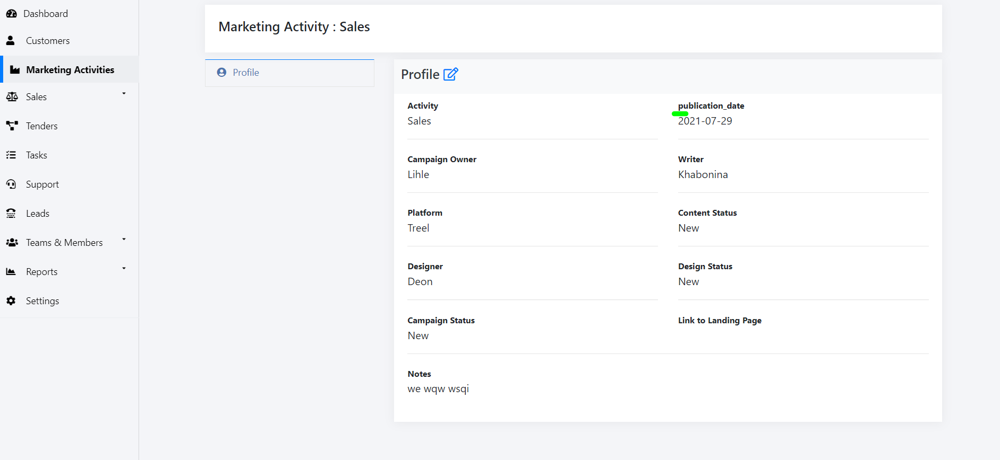 Dashboard
Customers
Marketing Activities
Sales
Tenders
Tasks
Support
Leads
Teams & Members
Reports
Settings
Marketing Activity : Sales
Profile
Profile
Activity
Sales
publication_date
2021-07-29
Campaign Owner
Lihle
Writer
Khabonina
Platform
Treel
Content Status
New
Designer
Deon
Design Status
New
Campaign Status
New
Link to Landing Page
Notes
we wqw wsqi